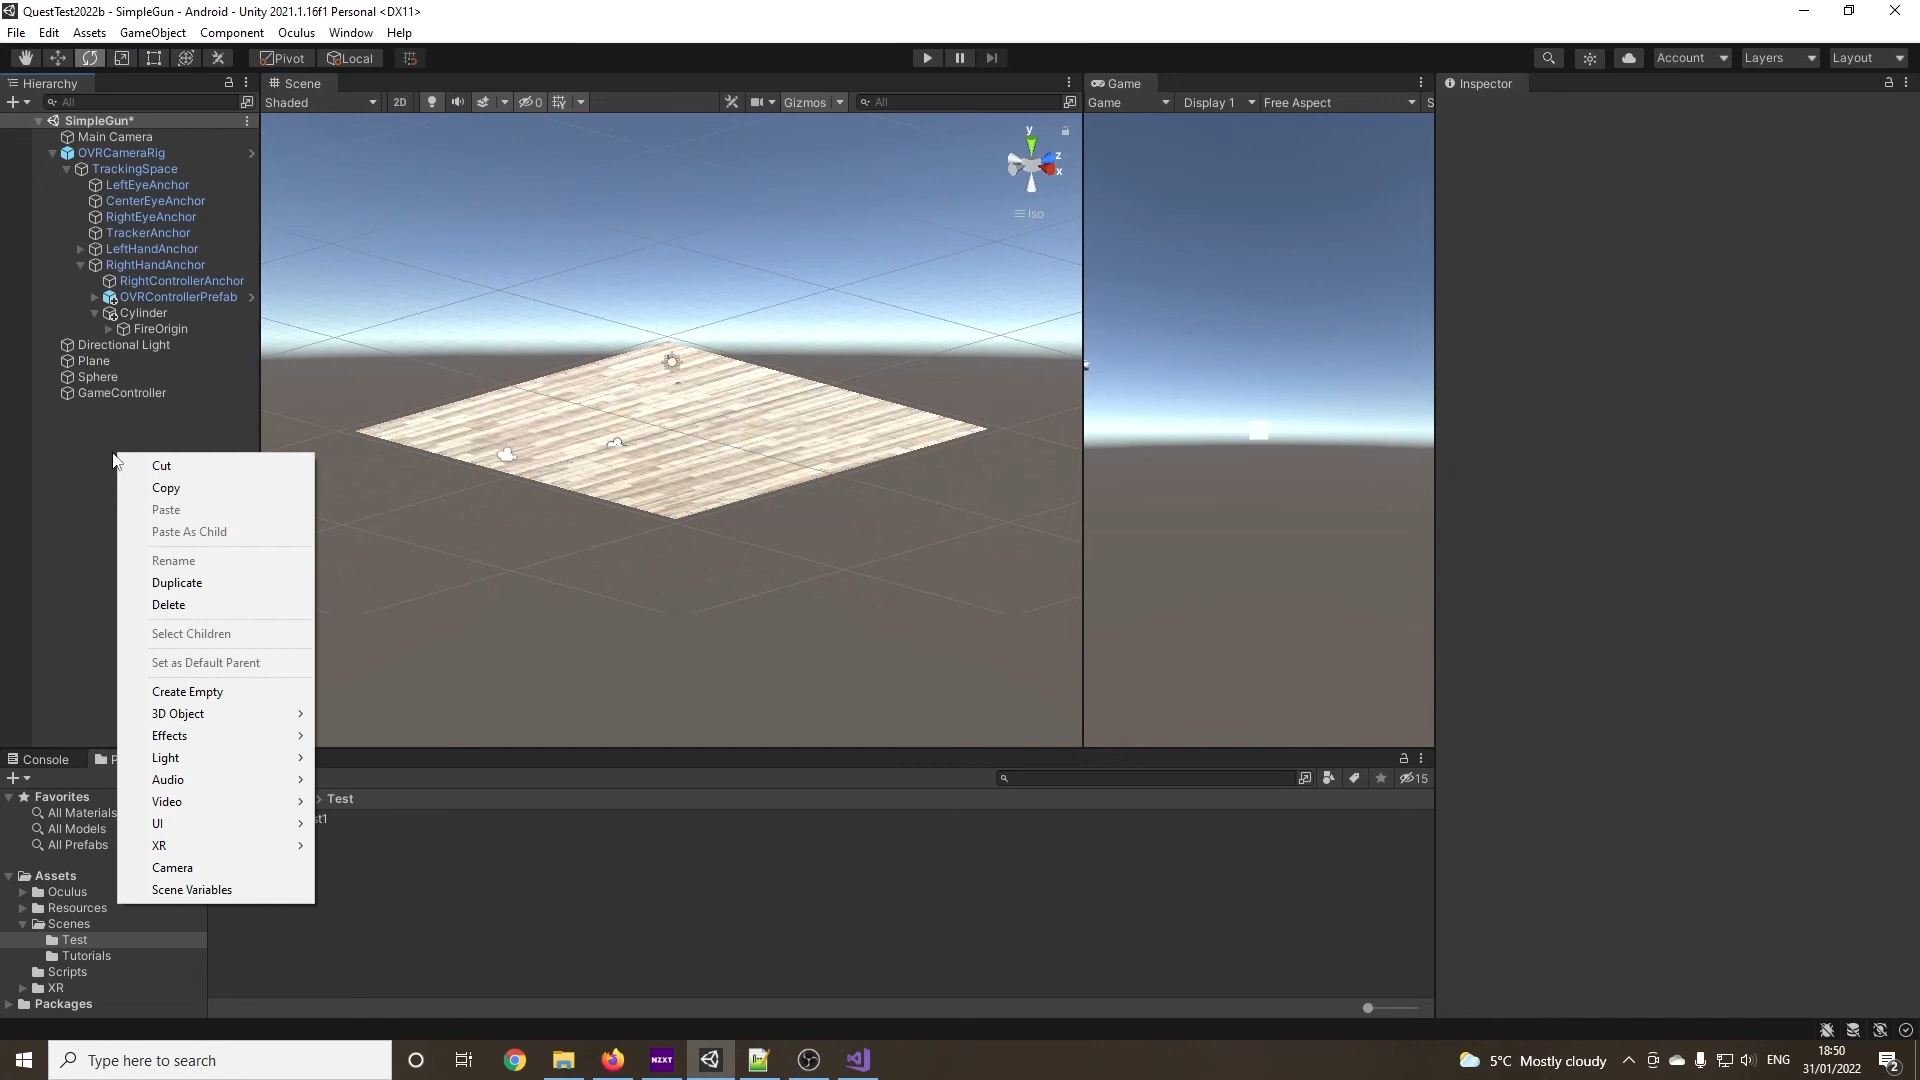 QuestTest2022b - SimpleGun - Android - Unity 2021.1.16f1 Personal <DX11>
File Edit Assets GameObject Component Oculus Window Help
Pivot Local Account Layers Layout
Hierarchy
All
SimpleGun*
Main Camera
OVRCameraRig
TrackingSpace
LeftEyeAnchor
CenterEyeAnchor
RightEyeAnchor
TrackerAnchor
LeftHandAnchor
RightHandAnchor
RightControllerAnchor
OVRControllerPrefab
Cylinder
FireOrigin
Directional Light
Plane
Sphere
GameController
Scene
Shaded 2D 0 Gizmos All
y
z
x
Iso
Game
Game Display 1 Free Aspect S
Inspector
Cut
Copy
Paste
Paste As Child
Rename
Duplicate
Delete
Select Children
Set as Default Parent
Create Empty
3D Object
Effects
Light
Audio
Video
UI
XR
Camera
Scene Variables
Console P
15
Favorites
All Materials
All Models
All Prefabs
Assets
Oculus
Resources
Scenes
Test
Tutorials
Scripts
XR
Packages
Test
st1
Type here to search
NZXT
5°C Mostly cloudy
ENG
18:50
31/01/2022
2